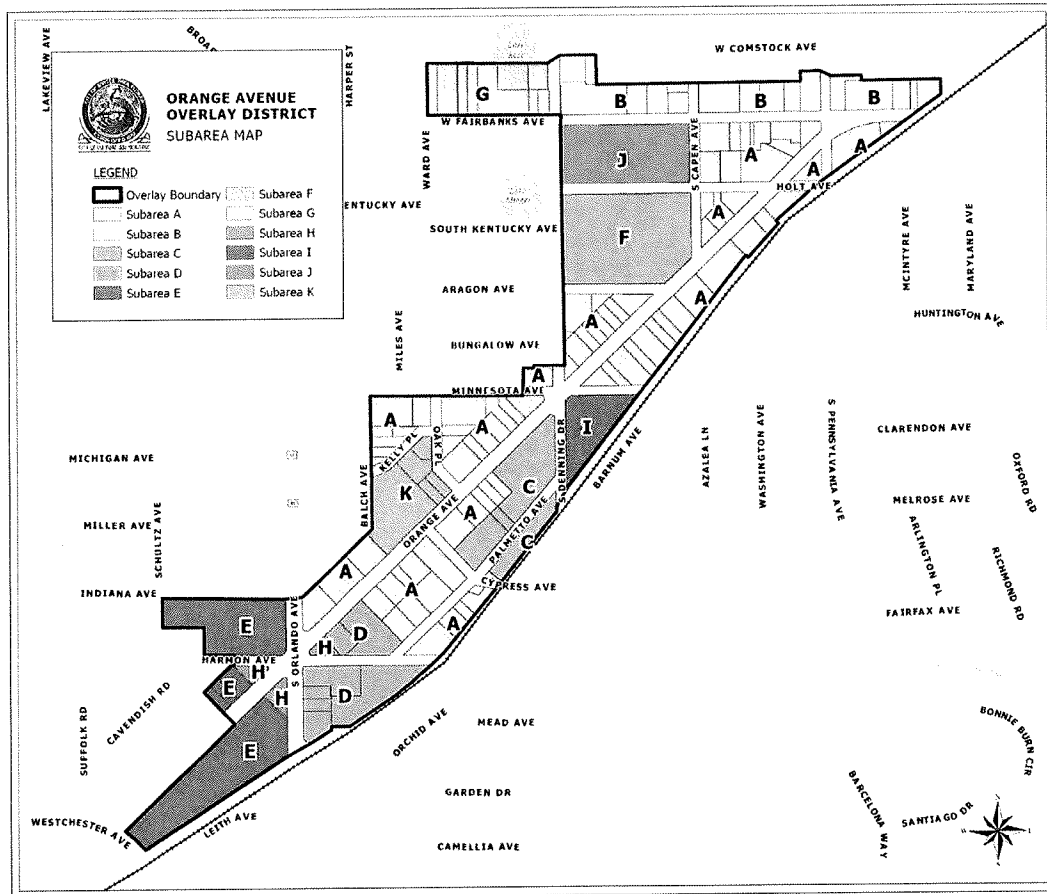 LAKEVIEW AVE
HARPER ST
W COMSTOCK AVE
ORANGE AVENUE
OVERLAY DISTRICT
SUBAREA MAP
LEGEND
Overlay Boundary
Subarea A
Subarea B
Subarea C
Subarea D
Subarea E
Subarea F
Subarea G
Subarea H
Subarea I
Subarea J
Subarea K
G
B
B
B
W FAIRBANKS AVE
WARD AVE
J
S CAPEN AVE
A
A
A
HOLT AVE
ENTUCKY AVE
A
SOUTH KENTUCKY AVE
F
MCINTYRE AVE
MARYLAND AVE
ARAGON AVE
A
A
HUNTINGTON AVE
MILES AVE
BUNGALOW AVE
A
MINNESOTA AVE
A
OAK PL
A
KEILY PL
I
S DENNING DR
BARNUM AVE
AZALEA LN
WASHINGTON AVE
S PENNSYLVANIA AVE
CLARENDON AVE
OXFORD RD
MICHIGAN AVE
BALCH AVE
K
ORANGE AVE
C
A
PALMETTO AVE
C
MELROSE AVE
MILLER AVE
SCHULTZ AVE
ARLINGTON PL
RICHMOND RD
A
CYPRESS AVE
A
INDIANA AVE
FAIRFAX AVE
E
S ORLANDO AVE
H
D
A
HARMON AVE
H'
E
H
D
CAVENDISH RD
SUFFOLK RD
ORCHID AVE
MEAD AVE
BONNIE BURN CIR
E
GARDEN DR
BARCELONA WAY
SANTIAGO DR
WESTCHESTER AVE
LEITH AVE
CAMELLIA AVE